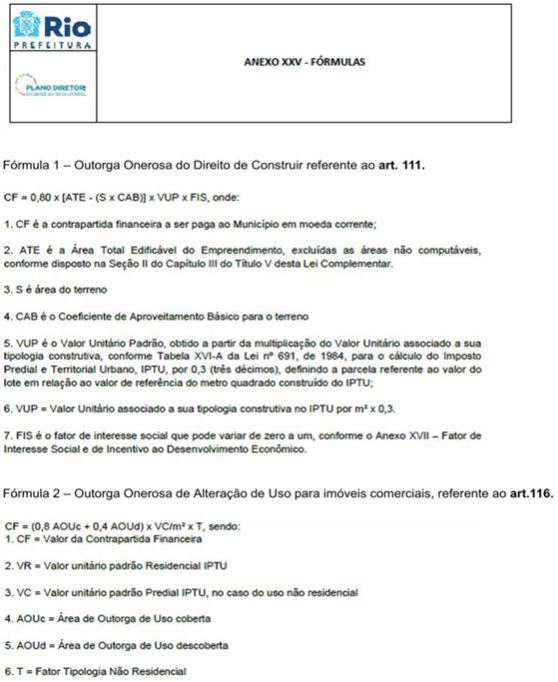 Rio
PREFEITURA
PLANO DIRETOR
ANEXO XXV - FÓRMULAS
Fórmula 1 – Outorga Onerosa do Direito de Construir referente ao art. 111.
CF = 0,80 x [ATE - (S x CAB)] x VUP x FIS, onde:
1. CF é a contrapartida financeira a ser paga ao Município em moeda corrente;
2. ATE é a Área Total Edificável do Empreendimento, excluídas as áreas não computáveis,
conforme disposto na Seção II do Capítulo III do Título V desta Lei Complementar.
3. S é área do terreno
4. CAB é o Coeficiente de Aproveitamento Básico para o terreno
5. VUP é o Valor Unitário Padrão, obtido a partir da multiplicação do Valor Unitário associado a sua
tipologia construtiva, conforme Tabela XVI-A da Lei nº 691, de 1984, para o cálculo do Imposto
Predial e Territorial Urbano, IPTU, por 0,3 (três décimos), definindo a parcela referente ao valor do
lote em relação ao valor de referência do metro quadrado construído do IPTU;
6. VUP = Valor Unitário associado a sua tipologia construtiva no IPTU por m² x 0,3.
7. FIS é o fator de interesse social que pode variar de zero a um, conforme o Anexo XVII – Fator de
Interesse Social e de Incentivo ao Desenvolvimento Econômico.
Fórmula 2 – Outorga Onerosa de Alteração de Uso para imóveis comerciais, referente ao art.116.
CF = (0,8 AOUc + 0,4 AOUd) x VC/m² x T, sendo:
1. CF = Valor da Contrapartida Financeira
2. VR = Valor unitário padrão Residencial IPTU
3. VC = Valor unitário padrão Predial IPTU, no caso do uso não residencial
4. AOUc = Área de Outorga de Uso coberta
5. AOUd = Área de Outorga de Uso descoberta
6. T = Fator Tipologia Não Residencial